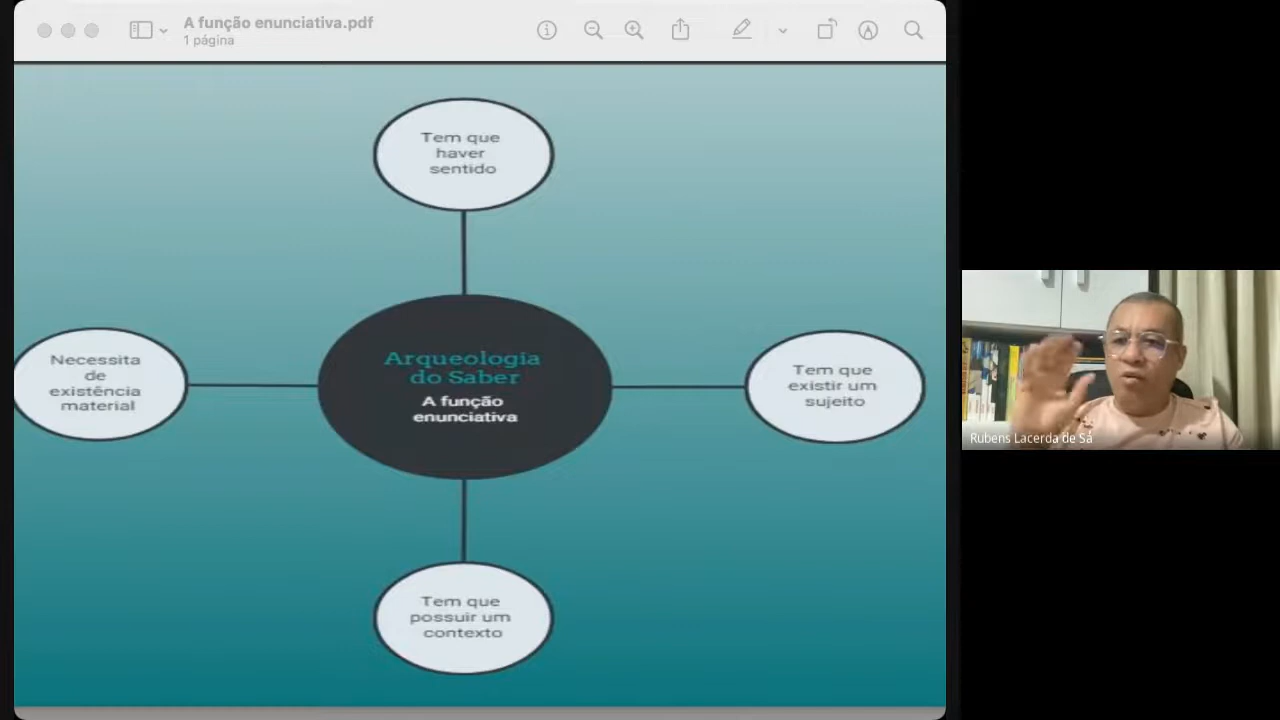 A função enunciativa.pdf
1 página
Tem que
haver
sentido
Necessita
de
existência
material
Arqueologia
do Saber
A função
enunciativa
Tem que
existir um
sujeito
Tem que
possuir um
contexto
Rubens Lacerda de Sá